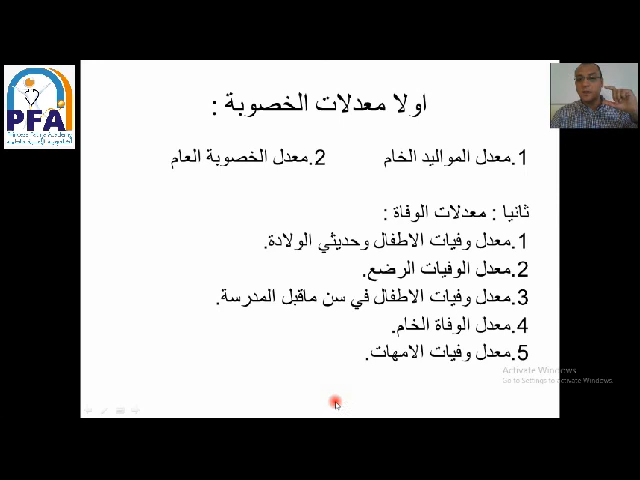 PFA
اولا معدلات الخصوبة :
1.معدل المواليد الخام 2.معدل الخصوبة العام
ثانيا : معدلات الوفاة :
1.معدل وفيات الاطفال وحديثي الولادة.
2.معدل الوفيات الرضع.
3.معدل وفيات الاطفال في سن ماقبل المدرسة.
4.معدل الوفاة الخام.
5.معدل وفيات الامهات.
Activate Windows
Go to Settings to activate Windows.